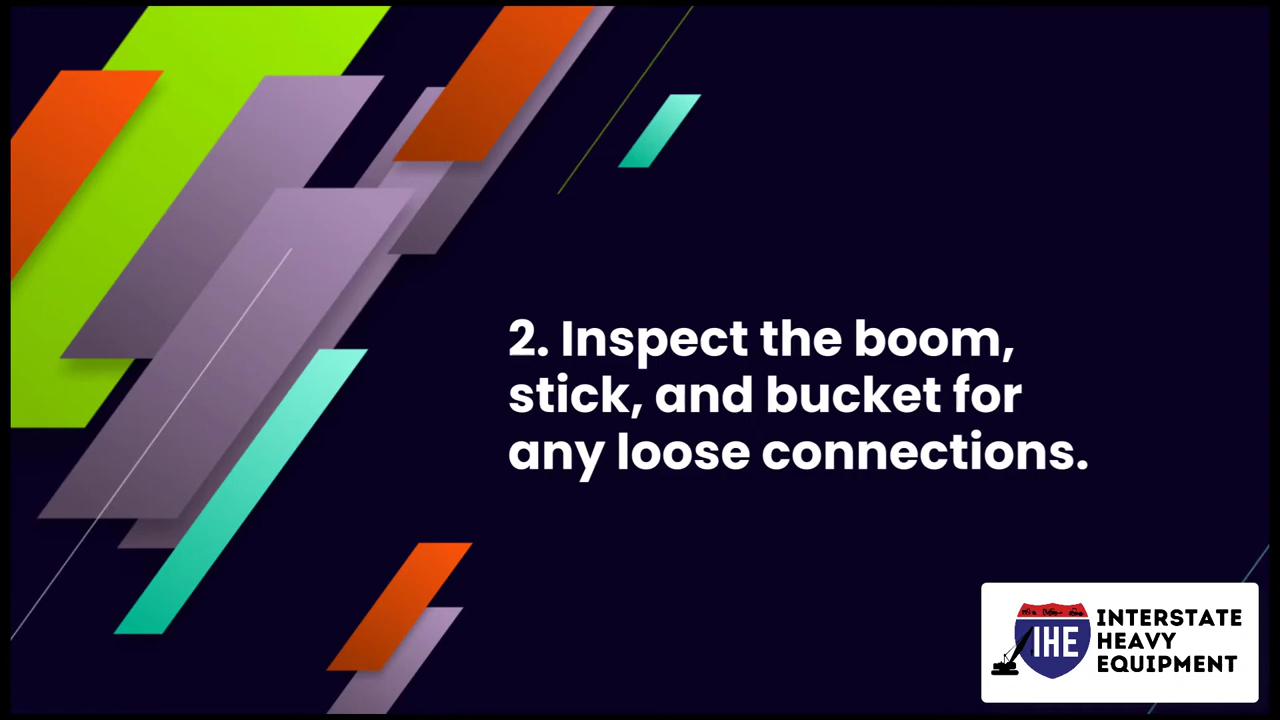 2. Inspect the boom,
stick, and bucket for
any loose connections.
IHE
INTERSTATE
HEAVY
EQUIPMENT